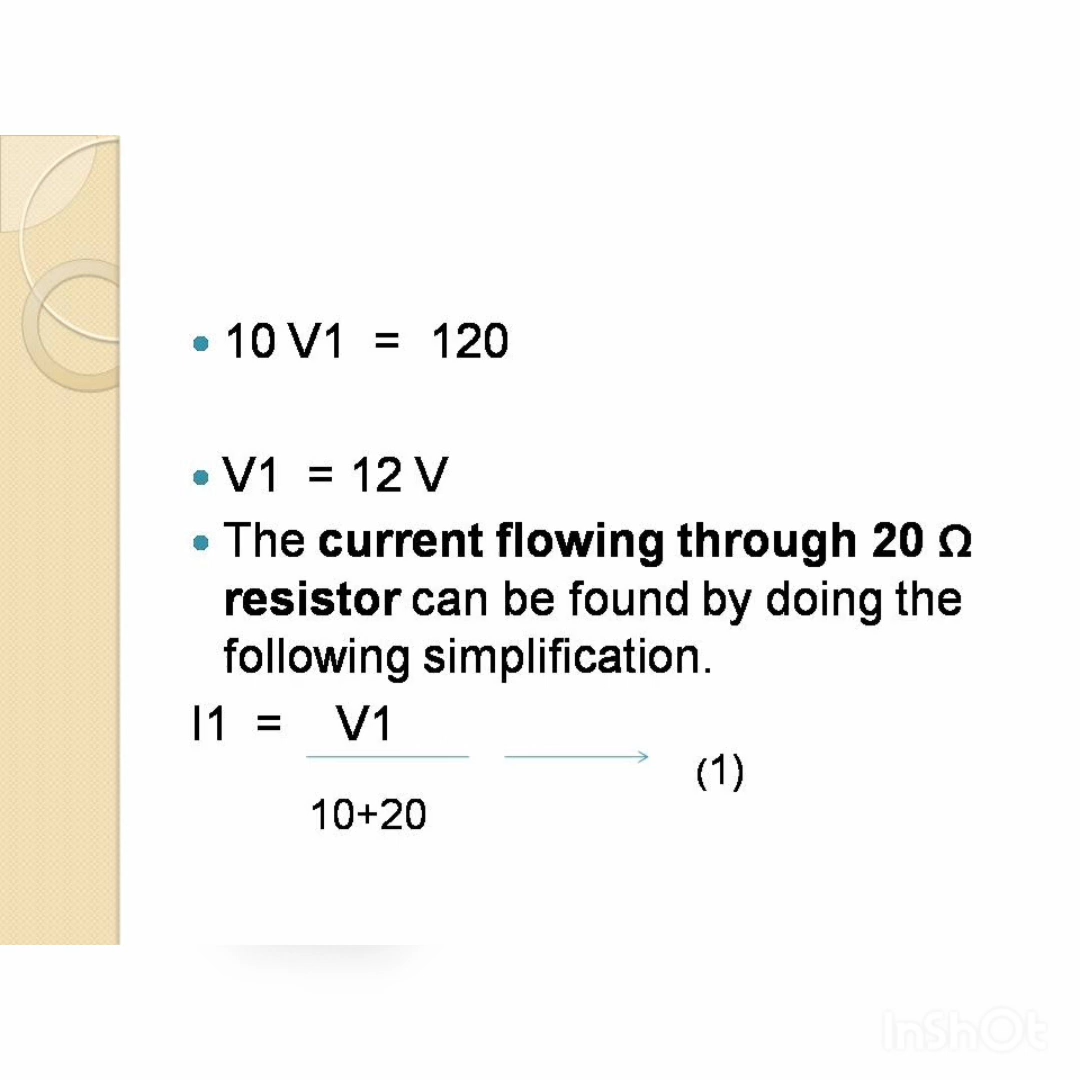 10 V1 = 120
V1 = 12 V
The current flowing through 20 Ω
resistor can be found by doing the
following simplification.
I1 = V1
(1)
10+20
InShOt